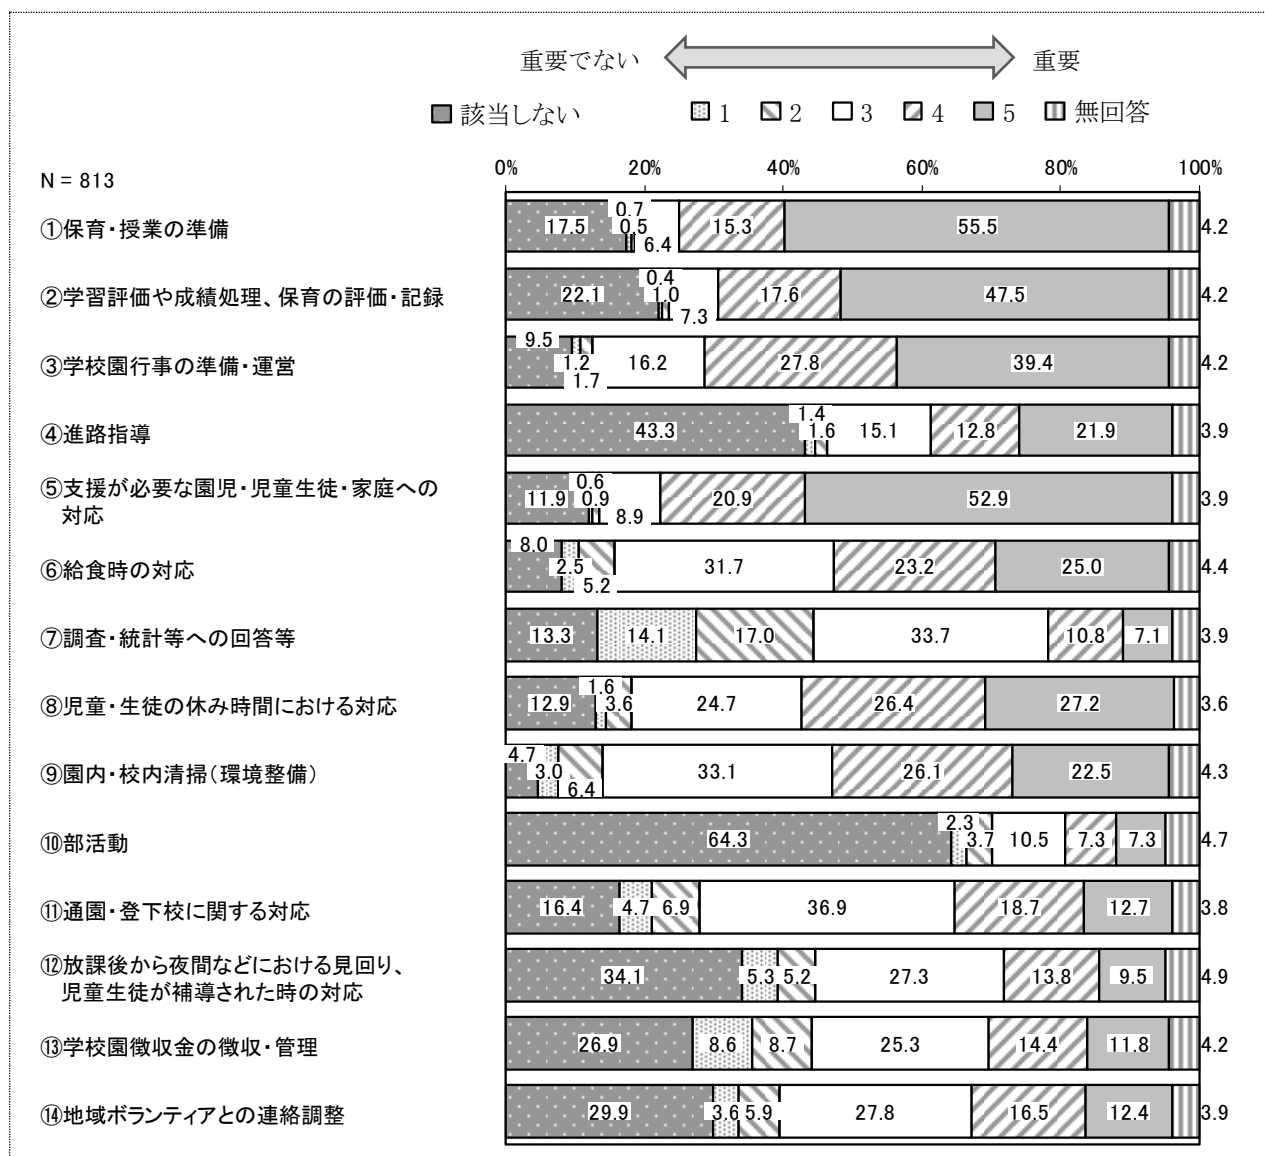 重要でない 重要
該当しない 1 2 3 4 5 無回答
N = 813 0% 20% 40% 60% 80% 100%
①保育・授業の準備 17.5 0.7 0.5 6.4 15.3 55.5 4.2
②学習評価や成績処理、保育の評価・記録 22.1 0.4 1.0 7.3 17.6 47.5 4.2
③学校園行事の準備・運営 9.5 1.2 1.7 16.2 27.8 39.4 4.2
④進路指導 43.3 1.4 1.6 15.1 12.8 21.9 3.9
⑤支援が必要な園児・児童生徒・家庭への
対応 11.9 0.6 0.9 8.9 20.9 52.9 3.9
⑥給食時の対応 8.0 2.5 5.2 31.7 23.2 25.0 4.4
⑦調査・統計等への回答等 13.3 14.1 17.0 33.7 10.8 7.1 3.9
⑧児童・生徒の休み時間における対応 12.9 1.6 3.6 24.7 26.4 27.2 3.6
⑨園内・校内清掃(環境整備) 4.7 3.0 6.4 33.1 26.1 22.5 4.3
⑩部活動 64.3 2.3 3.7 10.5 7.3 7.3 4.7
⑪通園・登下校に関する対応 16.4 4.7 6.9 36.9 18.7 12.7 3.8
⑫放課後から夜間などにおける見回り、
児童生徒が補導された時の対応 34.1 5.3 5.2 27.3 13.8 9.5 4.9
⑬学校園徴収金の徴収・管理 26.9 8.6 8.7 25.3 14.4 11.8 4.2
⑭地域ボランティアとの連絡調整 29.9 3.6 5.9 27.8 16.5 12.4 3.9